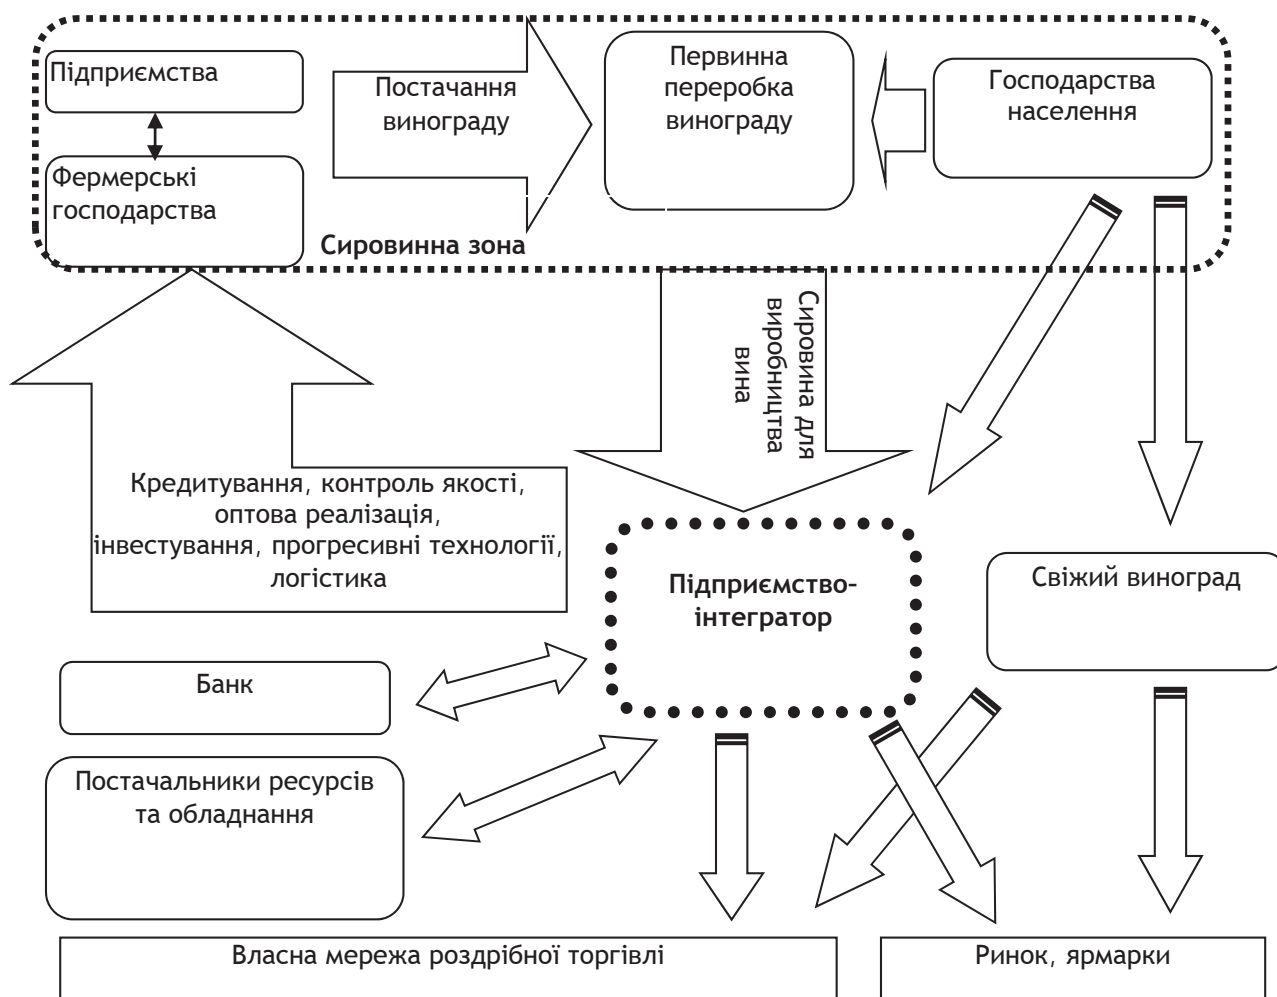 Підприємства
Постачання
винограду
Первинна
переробка
винограду
Господарства
населення
Фермерські
господарства
Сировинна зона
Сировина для
виробництва
вина
Кредитування, контроль якості,
оптова реалізація,
інвестування, прогресивні технології,
логістика
Підприємство-
інтегратор
Свіжий виноград
Банк
Постачальники ресурсів
та обладнання
Власна мережа роздрібної торгівлі
Ринок, ярмарки